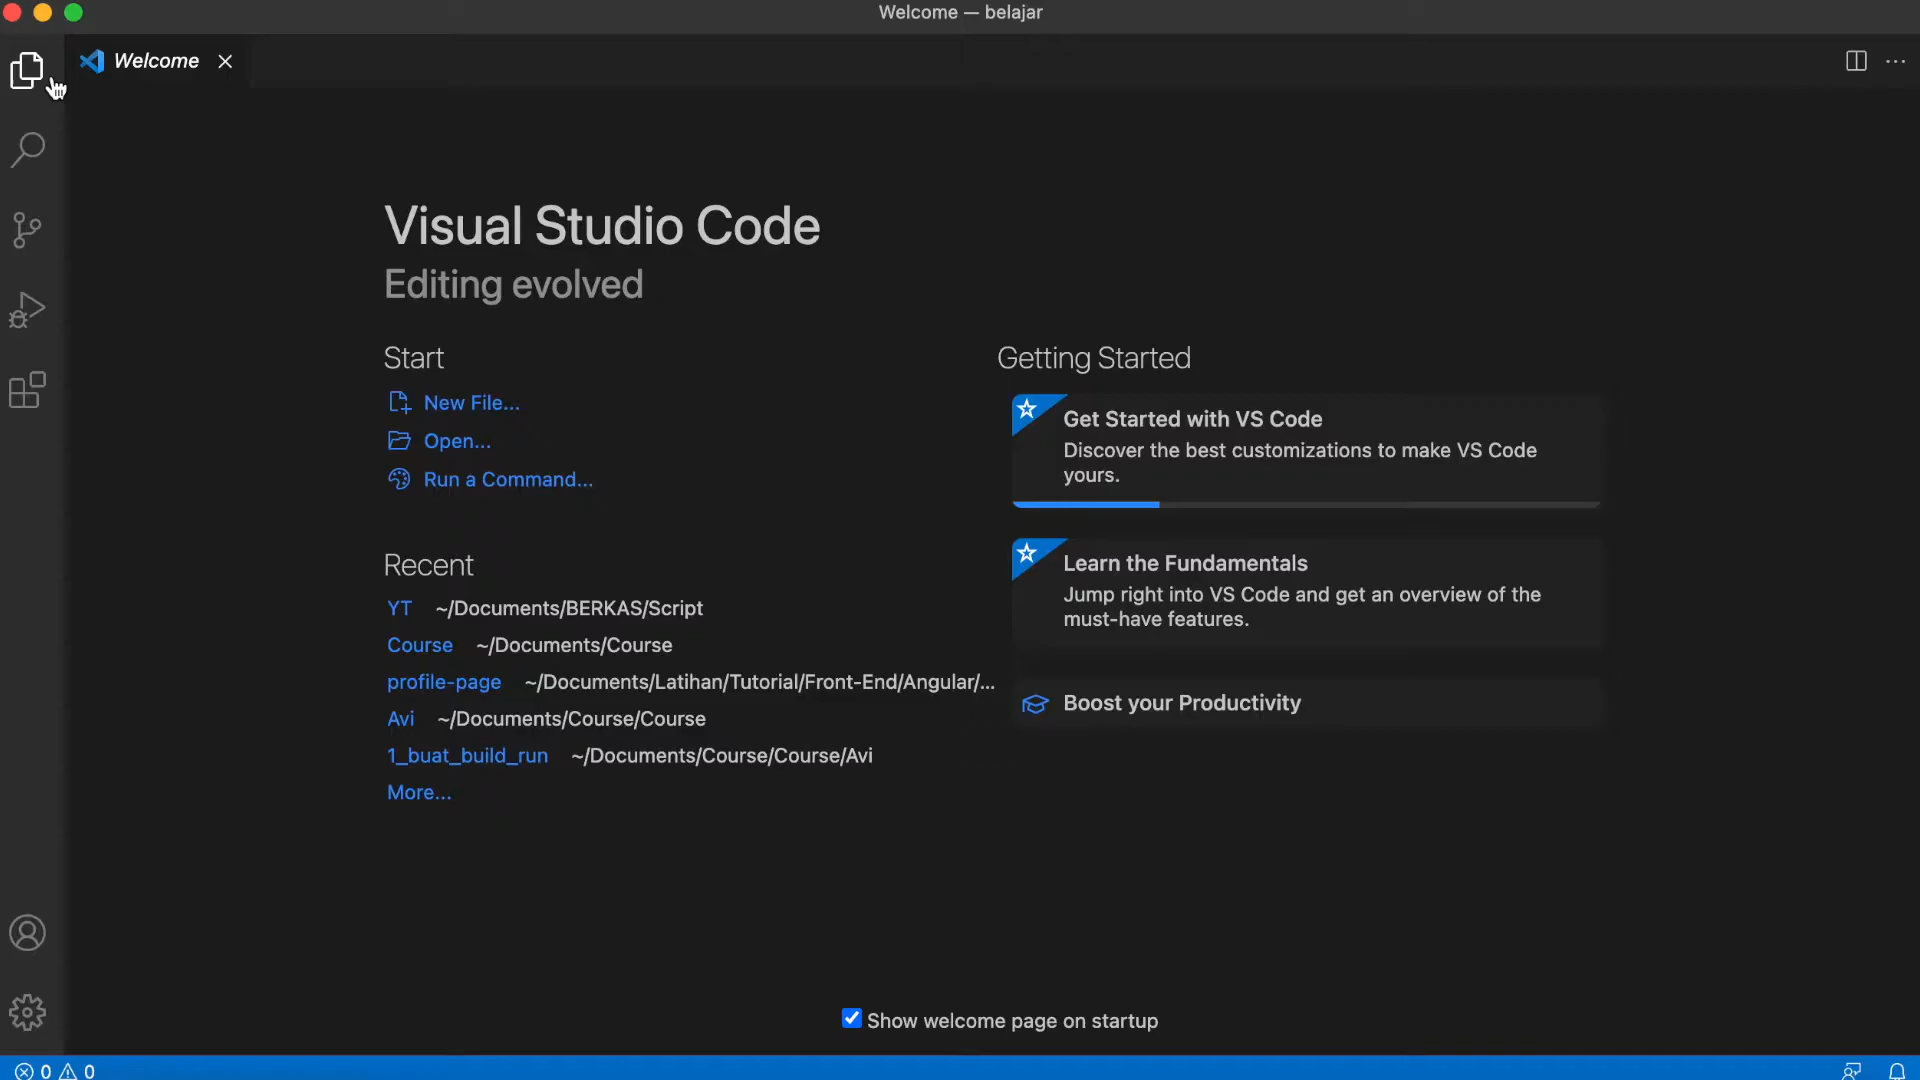 Welcome — belajar
Welcome
Visual Studio Code
Editing evolved
Start
New File...
Open...
Run a Command...
Recent
YT ~/Documents/BERKAS/Script
Course ~/Documents/Course
profile-page ~/Documents/Latihan/Tutorial/Front-End/Angular/...
Avi ~/Documents/Course/Course
1_buat_build_run ~/Documents/Course/Course/Avi
More...
Getting Started
Get Started with VS Code
Discover the best customizations to make VS Code
yours.
Learn the Fundamentals
Jump right into VS Code and get an overview of the
must-have features.
Boost your Productivity
Show welcome page on startup
0 0